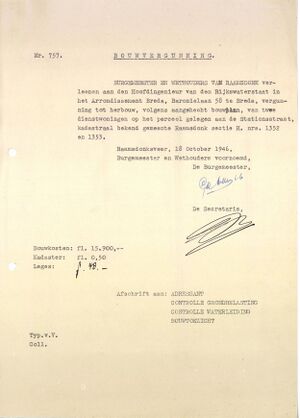 Nr. 757. BOUWVERGUNNING.
BURGEMEESTER EN WETHOUDERS VAN RAAMSDONK ver-
leenen aan den Hoofdingenieur van den Rijkswaterstaat in
het Arrondissement Breda, Baronielaan 58 te Breda, vergun-
ning tot herbouw, volgens aangehecht bouwplan, van twee
dienstwoningen op het perceel gelegen aan de Stationsstraat,
kadastraal bekend gemeente Raamsdonk sectie H. nrs. 1352
en 1353.
Raamsdonksveer, 18 October 1946.
Burgemeester en Wethouders voornoemd,
De Burgemeester,
De Secretaris,
Bouwkosten: fl. 15.900,--
Kadaster: fl. 0,50
Leges: f. 48.-
Afschrift aan: ADRESSANT
CONTROLLE GRONDBELASTING
CONTROLLE WATERLEIDING
BOUWTOEZICHT
Typ.v.V.
Coll.